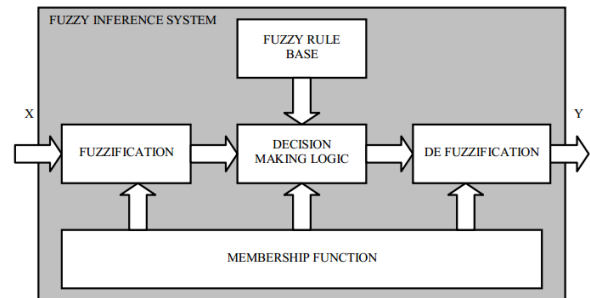 FUZZY INFERENCE SYSTEM
FUZZY RULE
BASE
X
Y
FUZZIFICATION
DECISION
MAKING LOGIC
DE FUZZIFICATION
MEMBERSHIP FUNCTION